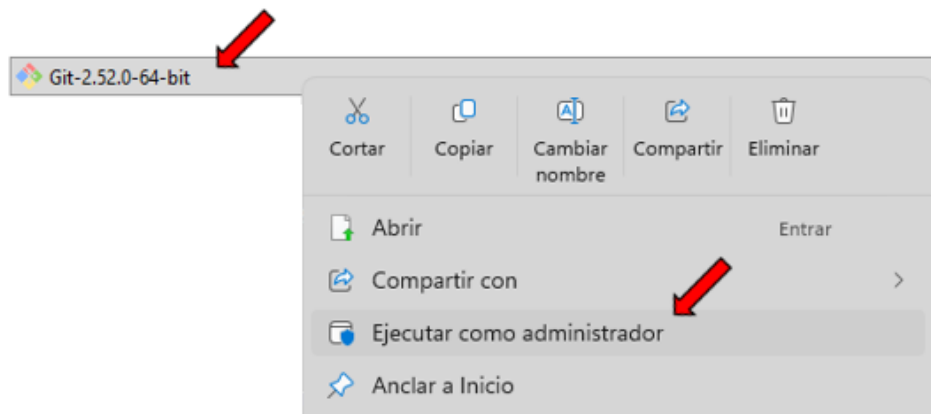 Git-2.52.0-64-bit
Cortar
Copiar
Cambiar
nombre
Compartir
Eliminar
Abrir Entrar
Compartir con
Ejecutar como administrador
Anclar a Inicio